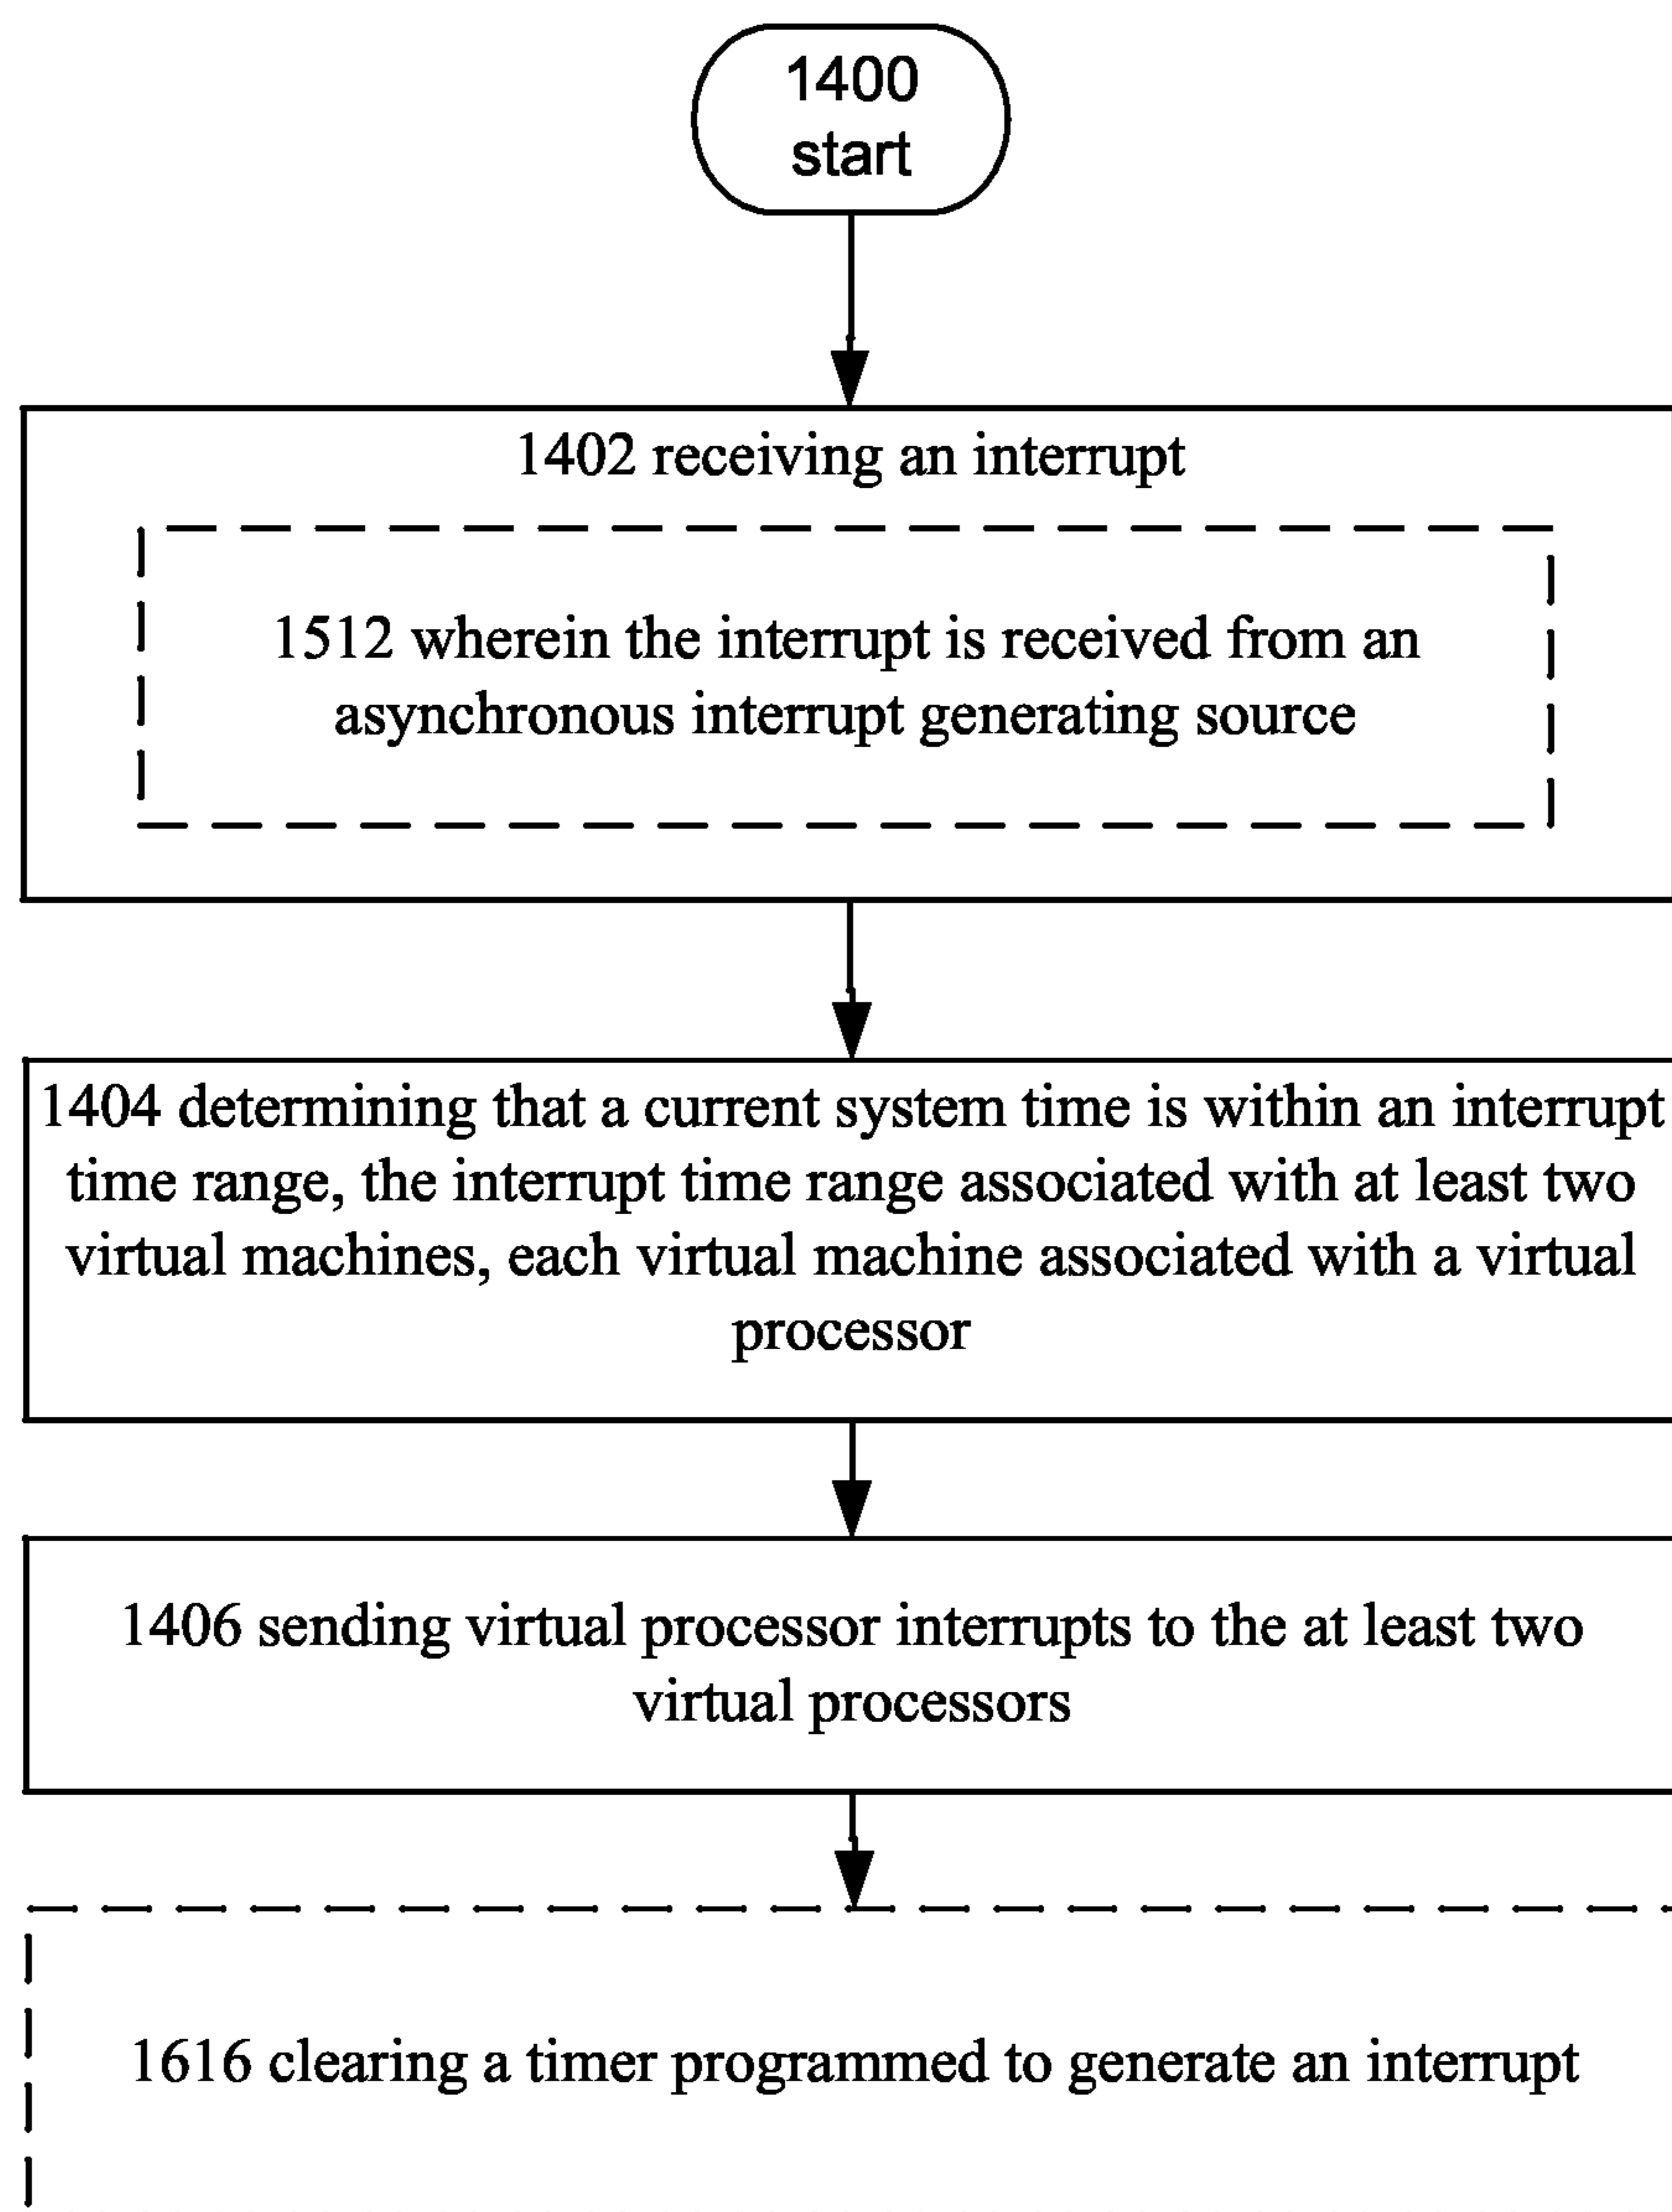 1400
start
1402 receiving an interrupt
1512 wherein the interrupt is received from an
asynchronous interrupt generating source
1404 determining that a current system time is within an interrupt
time range, the interrupt time range associated with at least two
virtual machines, each virtual machine associated with a virtual
processor
1406 sending virtual processor interrupts to the at least two
virtual processors
1616 clearing a timer programmed to generate an interrupt